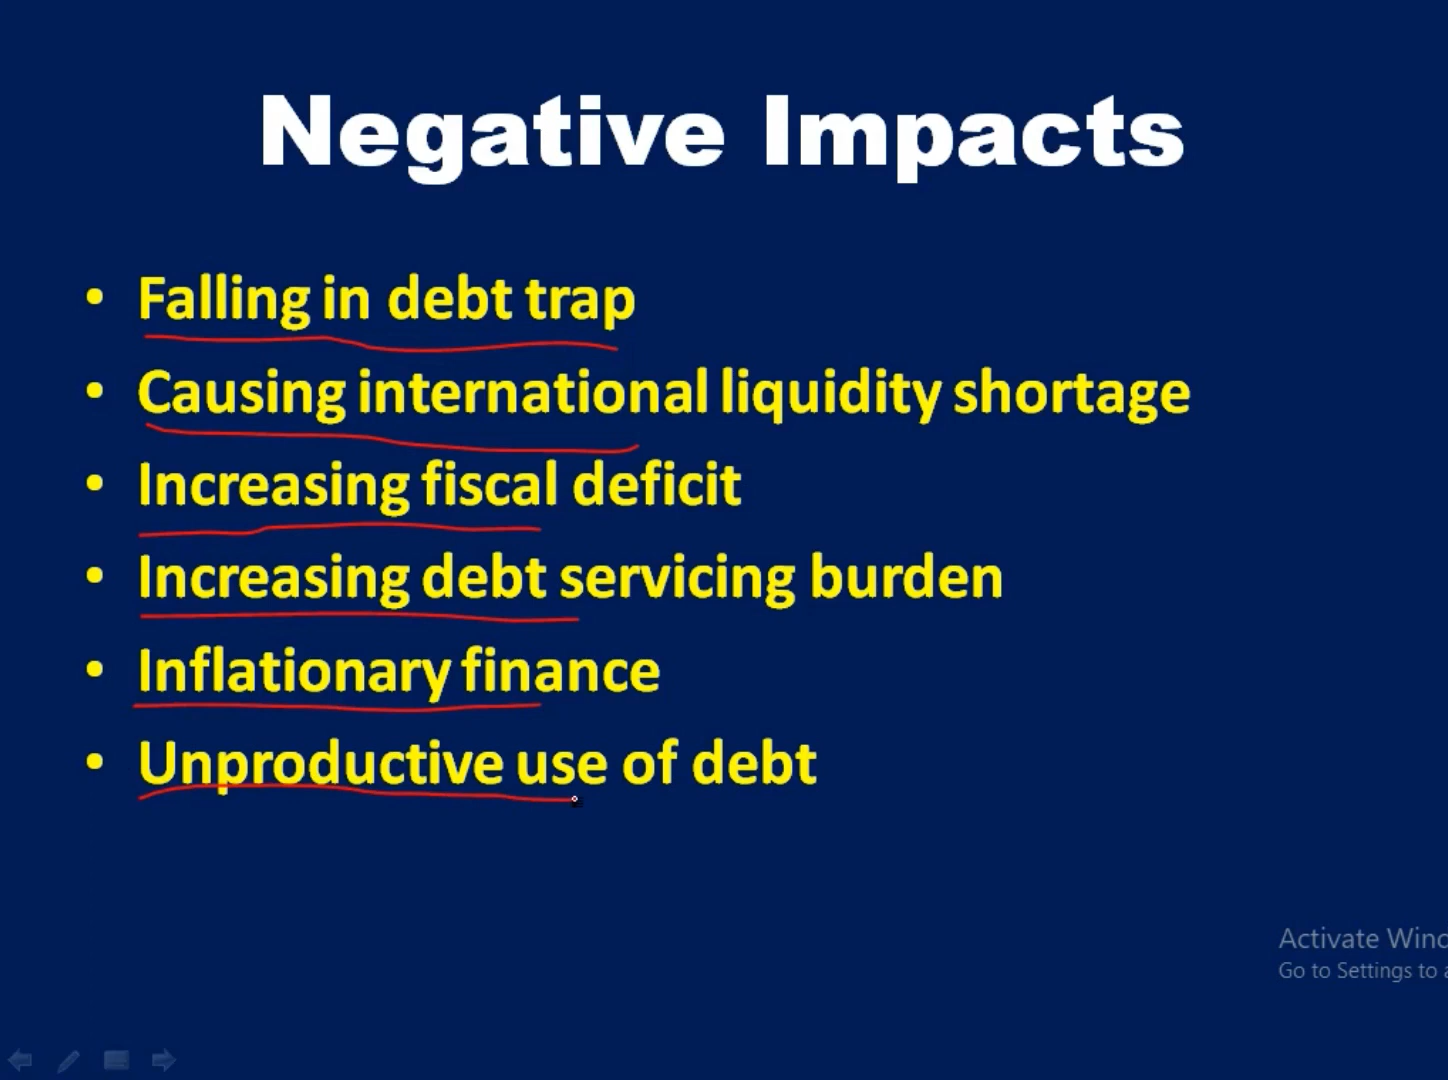 Negative Impacts
• Falling in debt trap
• Causing international liquidity shortage
• Increasing fiscal deficit
• Increasing debt servicing burden
• Inflationary finance
• Unproductive use of debt
Activate Winc
Go to Settings to a